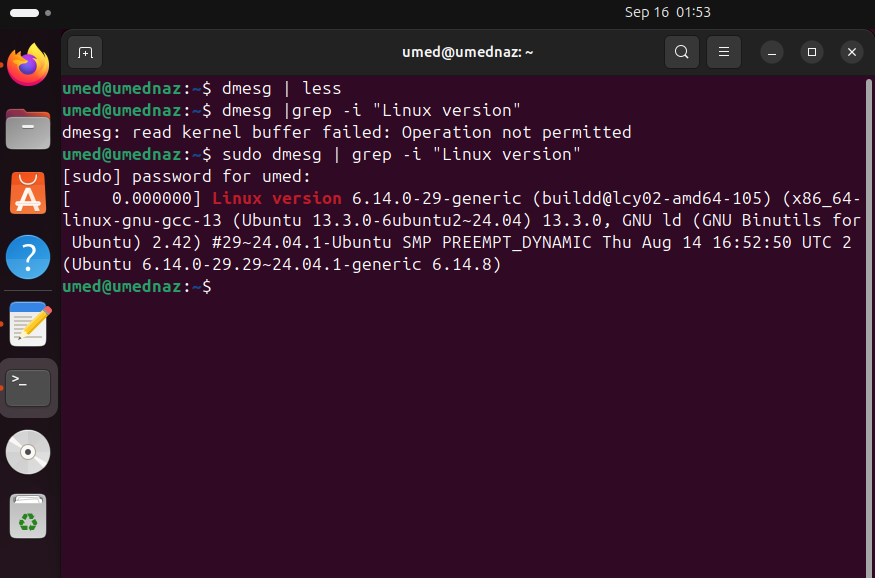 Sep 16 01:53
umed@umednaz: ~
umed@umednaz:~$ dmesg | less
umed@umednaz:~$ dmesg |grep -i "Linux version"
dmesg: read kernel buffer failed: Operation not permitted
umed@umednaz:~$ sudo dmesg | grep -i "Linux version"
[sudo] password for umed:
[    0.000000] Linux version 6.14.0-29-generic (buildd@lcy02-amd64-105) (x86_64-
linux-gnu-gcc-13 (Ubuntu 13.3.0-6ubuntu2~24.04) 13.3.0, GNU ld (GNU Binutils for
 Ubuntu) 2.42) #29~24.04.1-Ubuntu SMP PREEMPT_DYNAMIC Thu Aug 14 16:52:50 UTC 2
(Ubuntu 6.14.0-29.29~24.04.1-generic 6.14.8)
umed@umednaz:~$